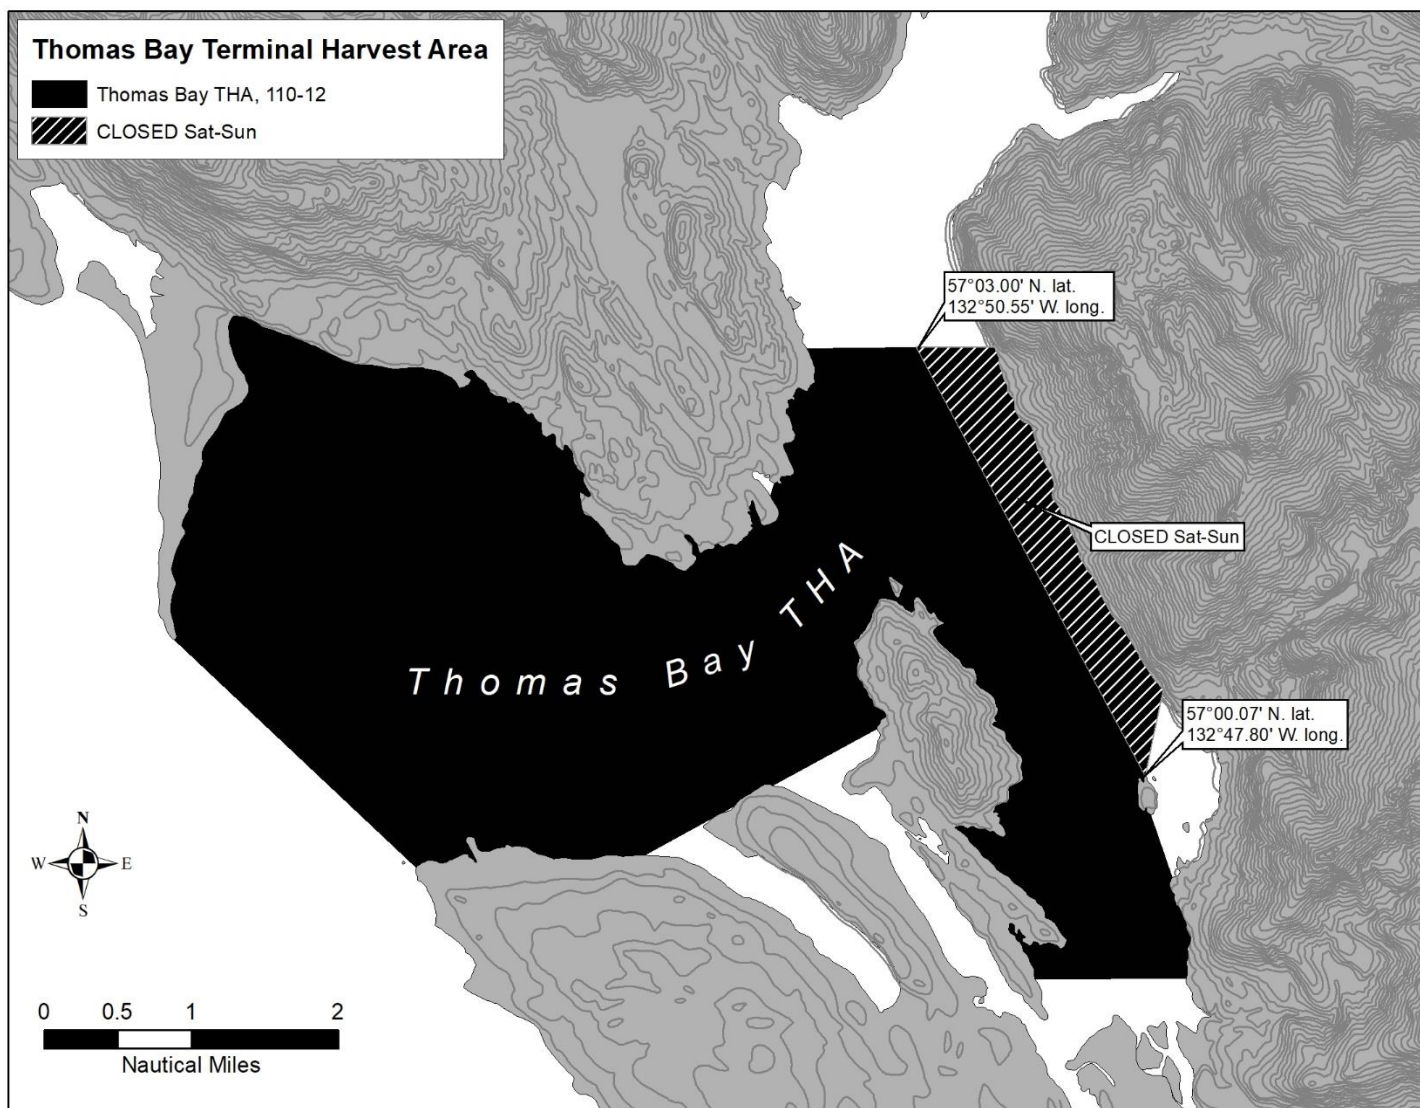 Thomas Bay Terminal Harvest Area
Thomas Bay THA, 110-12
CLOSED Sat-Sun
57°03.00' N. lat.
132°50.55' W. long.
CLOSED Sat-Sun
Thomas Bay THA
57°00.07' N. lat.
132°47.80' W. long.
N
W E
S
0 0.5 1 2
Nautical Miles